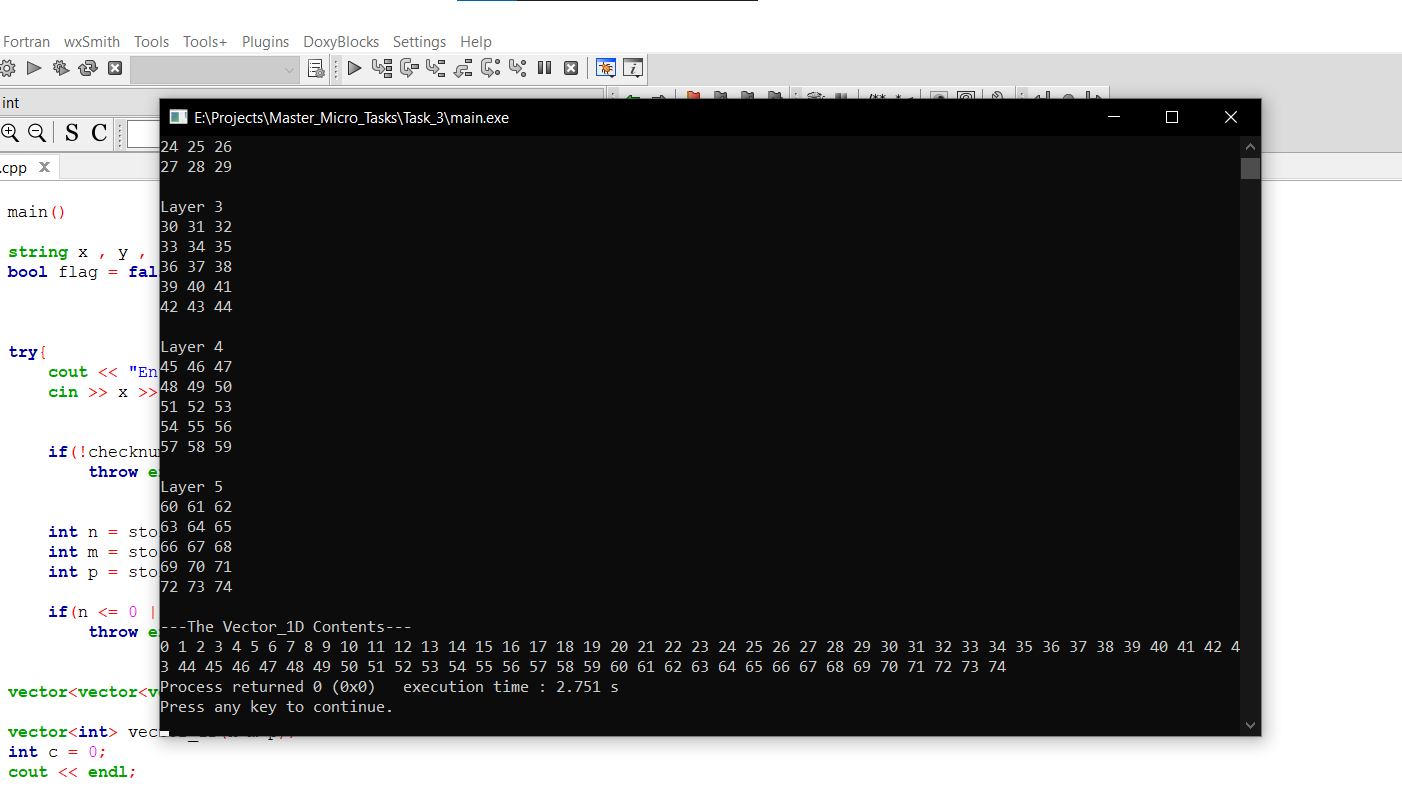 Fortran wxSmith Tools Tools+ Plugins DoxyBlocks Settings Help
int
S C
.cpp
main()
string x , y ,
bool flag =
try{
cout << "En
cin >> x >>
if(!checknu
throw
int n = sto
int m = sto
int p = sto
if(n <= 0 |
throw
vector<vector<v
vector<int>
int c = 0;
cout << endl;
E:\Projects\Master_Micro_Tasks\Task_3\main.exe
24 25 26
27 28 29
Layer 3
30 31 32
33 34 35
36 37 38
39 40 41
42 43 44
Layer 4
45 46 47
48 49 50
51 52 53
54 55 56
57 58 59
Layer 5
60 61 62
63 64 65
66 67 68
69 70 71
72 73 74
---The Vector_1D Contents---
0 1 2 3 4 5 6 7 8 9 10 11 12 13 14 15 16 17 18 19 20 21 22 23 24 25 26 27 28 29 30 31 32 33 34 35 36 37 38 39 40 41 42 4
3 44 45 46 47 48 49 50 51 52 53 54 55 56 57 58 59 60 61 62 63 64 65 66 67 68 69 70 71 72 73 74
Process returned 0 (0x0) execution time : 2.751 s
Press any key to continue.